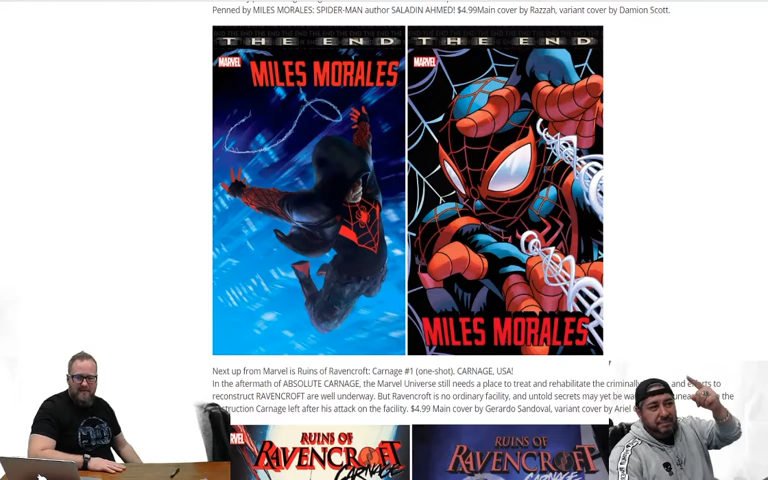 Penned by MILES MORALES: SPIDER-MAN author SALADIN AHMED! $4.99Main cover by Razzah, variant cover by Damion Scott.
THE END
THE END
MARVEL
MILES MORALES
MARVEL
MILES MORALES
Next up from Marvel is Ruins of Ravencroft: Carnage #1 (one-shot). CARNAGE, USA!
In the aftermath of ABSOLUTE CARNAGE, the Marvel Universe still needs a place to treat and rehabilitate the criminally and efforts to
reconstruct RAVENCROFT are well underway. But Ravencroft is no ordinary facility, and untold secrets may yet be
Carnage left after his attack on the facility. $4.99 Main cover by Gerardo Sandoval, variant cover by Ariel
RUINS OF
RAVENCROFT
CARNAGE
RUINS OF
RAVENCROFT
CARNAGE